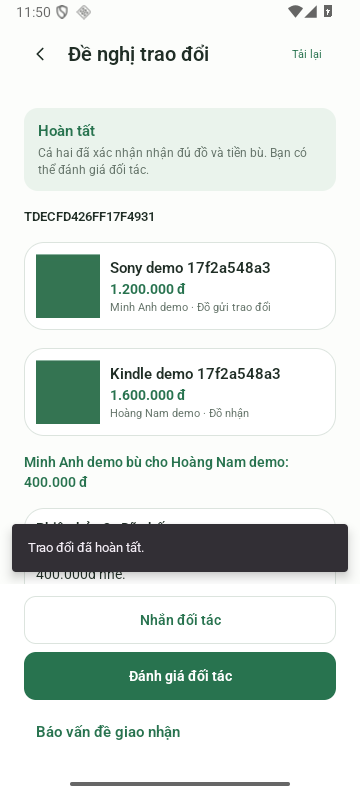 11:50
Đề nghị trao đổi
Tải lại
Hoàn tất
Cả hai đã xác nhận nhận đủ đồ và tiền bù. Bạn có
thể đánh giá đối tác.
TDECFD426FF17F4931
Sony demo 17f2a548a3
1.200.000 đ
Minh Anh demo · Đồ gửi trao đổi
Kindle demo 17f2a548a3
1.600.000 đ
Hoàng Nam demo · Đồ nhận
Minh Anh demo bù cho Hoàng Nam demo:
400.000 đ
Trao đổi đã hoàn tất.
400.000đ nhé.
Nhắn đối tác
Đánh giá đối tác
Báo vấn đề giao nhận